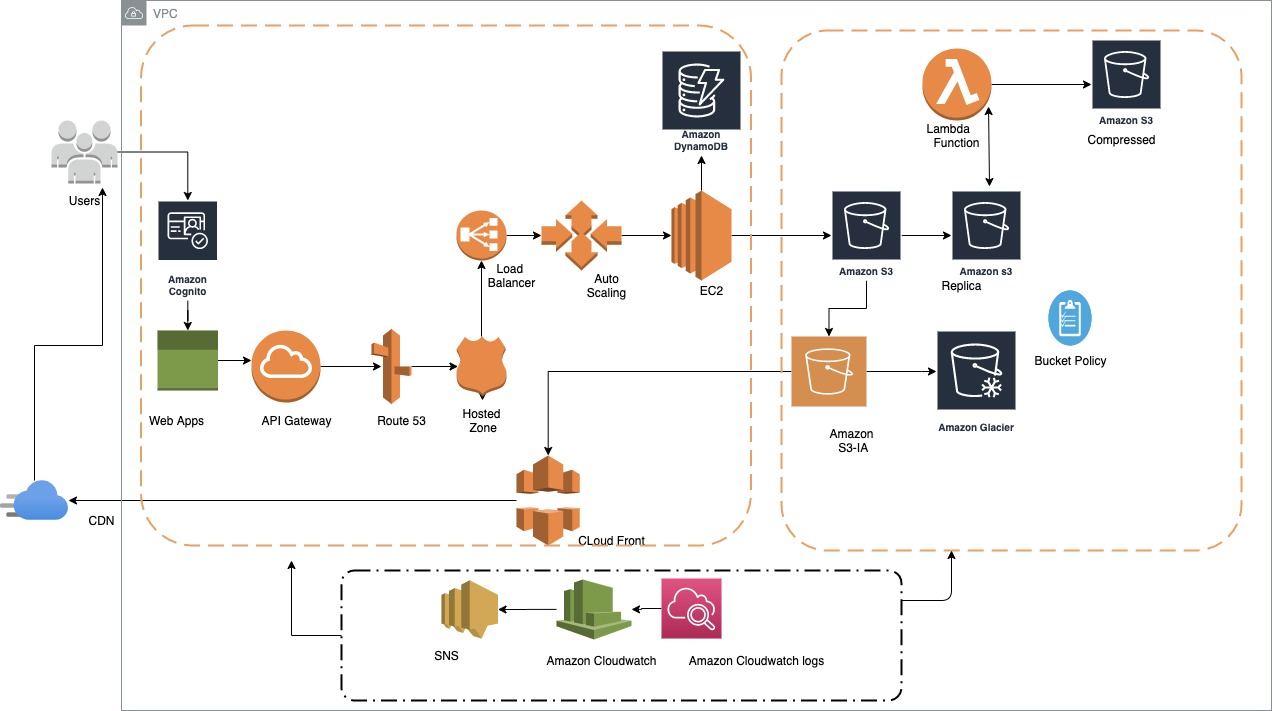 VPC
Users
Amazon
Cognito
Web Apps
API Gateway
Route 53
Hosted
Zone
Load
Balancer
Auto
Scaling
EC2
Amazon
DynamoDB
Lambda
Function
Amazon S3
Compressed
Amazon S3
Amazon s3
Replica
Bucket Policy
Amazon
S3-IA
Amazon Glacier
CLoud Front
CDN
SNS
Amazon Cloudwatch
Amazon Cloudwatch logs